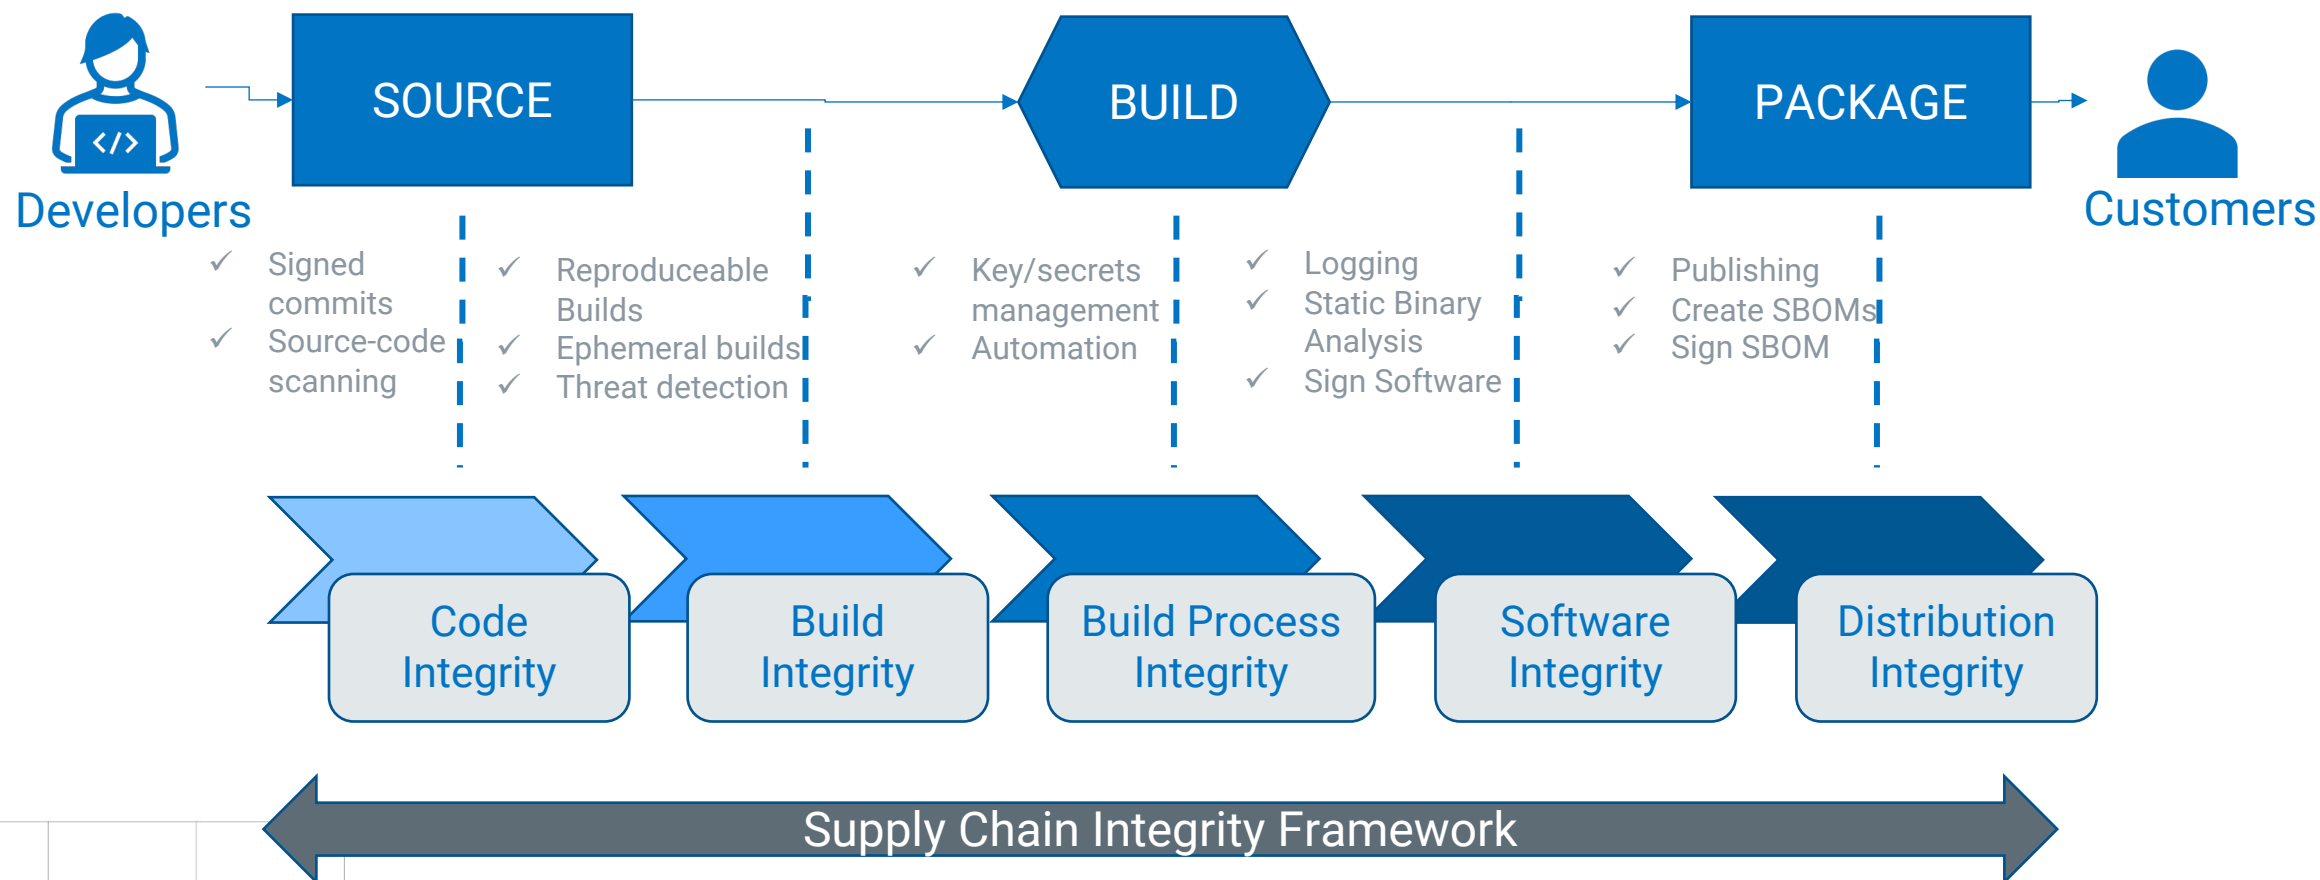 SOURCE
BUILD
PACKAGE
</>
Developers
Customers
Signed
commits
Source-code
scanning
Reproduceable
Builds
Ephemeral builds
Threat detection
Key/secrets
management
Automation
Logging
Static Binary
Analysis
Sign Software
Publishing
Create SBOMs
Sign SBOM
Code
Integrity
Build
Integrity
Build Process
Integrity
Software
Integrity
Distribution
Integrity
Supply Chain Integrity Framework